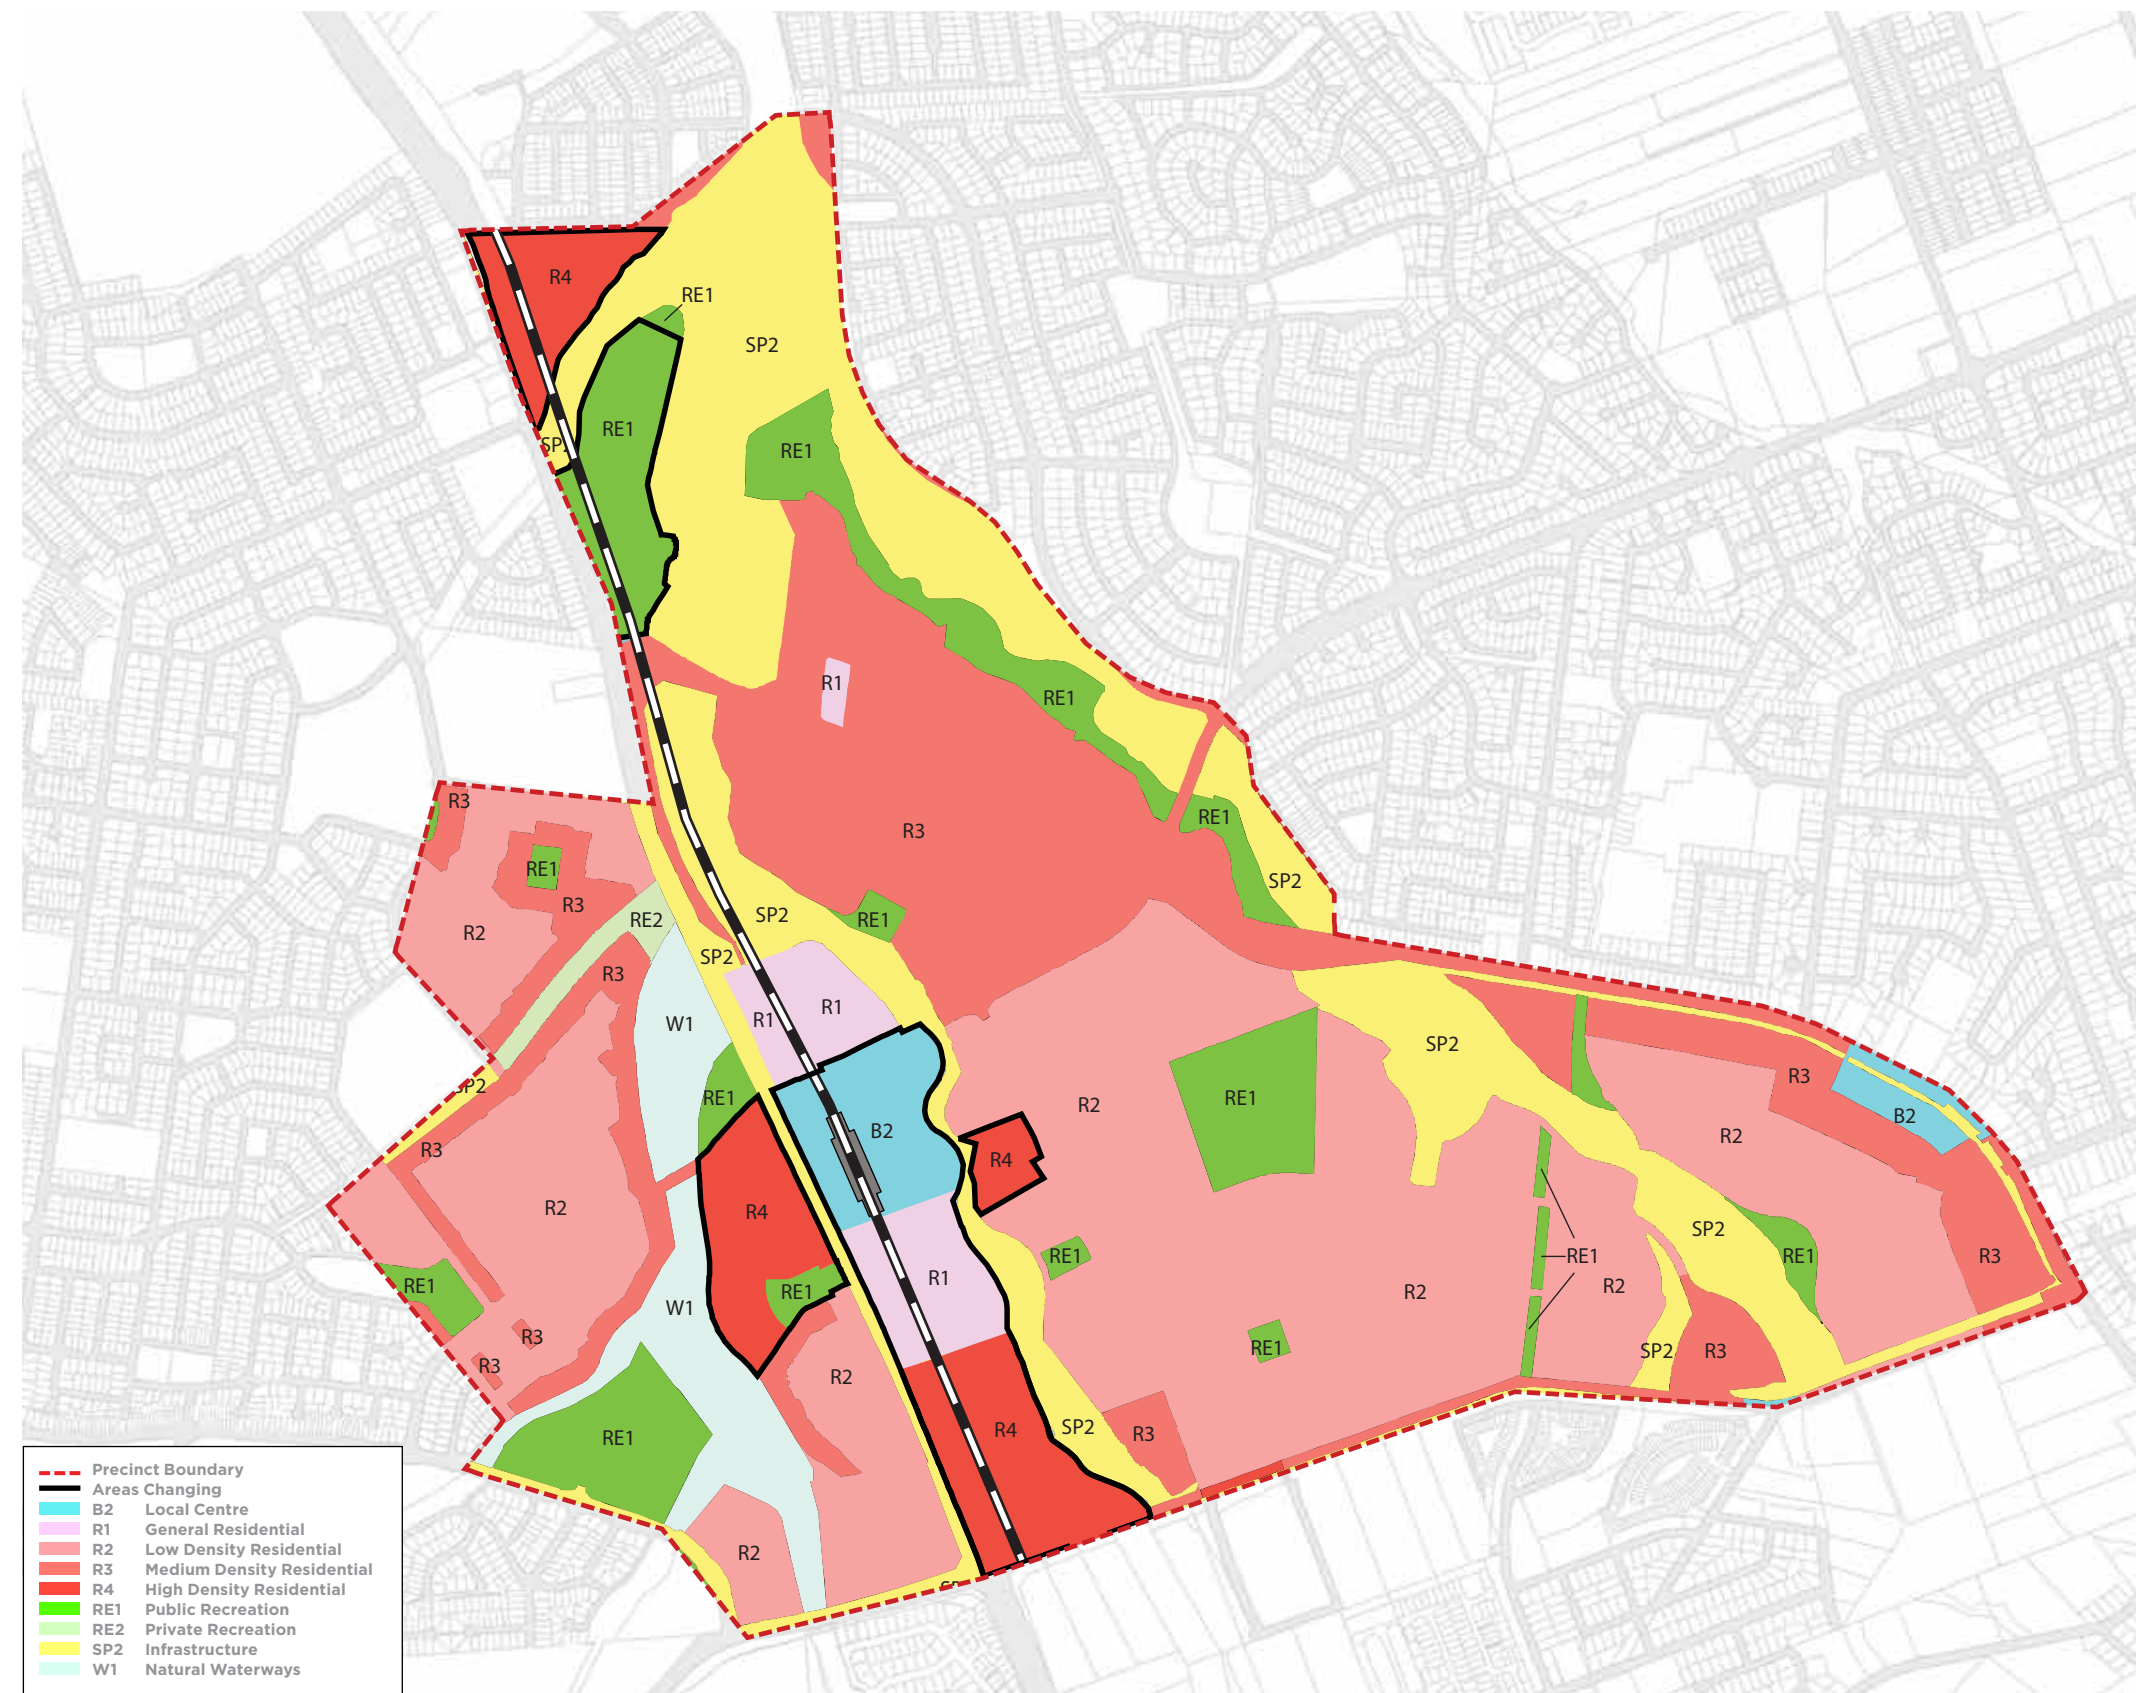 R4
RE1
SP2
RE1
RE1
SP2
R1
RE1
R3
RE1
R3
RE1
SP2
R3
RE1
SP2
RE1
RE2
R2
SP2
R3
R1
R1
W1
SP2
R3
SP2
RE1
RE1
R2
B2
B2
R2
R3
R4
R2
R4
SP2
RE1
RE1
R3
R1
RE1
RE1
R2
R2
RE1
W1
R3
RE1
SP2
R3
R3
R2
R4
SP2
R3
RE1
R2
Precinct Boundary
Areas Changing
B2 Local Centre
R1 General Residential
R2 Low Density Residential
R3 Medium Density Residential
R4 High Density Residential
RE1 Public Recreation
RE2 Private Recreation
SP2 Infrastructure
W1 Natural Waterways